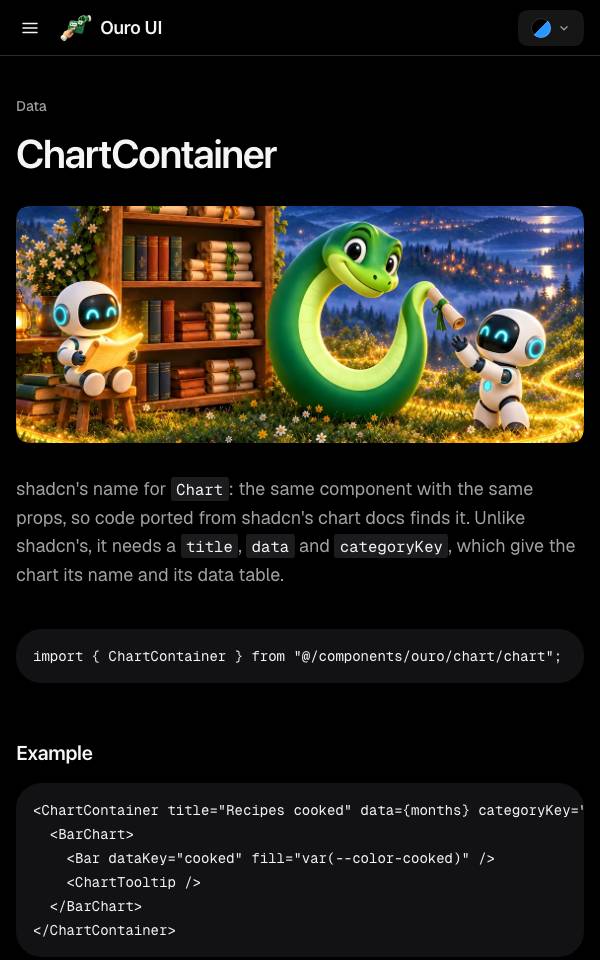 Ouro UI
Data
ChartContainer
shadcn's name for Chart: the same component with the same
props, so code ported from shadcn's chart docs finds it. Unlike
shadcn's, it needs a title, data and categoryKey, which give the
chart its name and its data table.
import { ChartContainer } from "@/components/ouro/chart/chart";
Example
<ChartContainer title="Recipes cooked" data={months} categoryKey="
  <BarChart>
    <Bar dataKey="cooked" fill="var(--color-cooked)" />
    <ChartTooltip />
  </BarChart>
</ChartContainer>